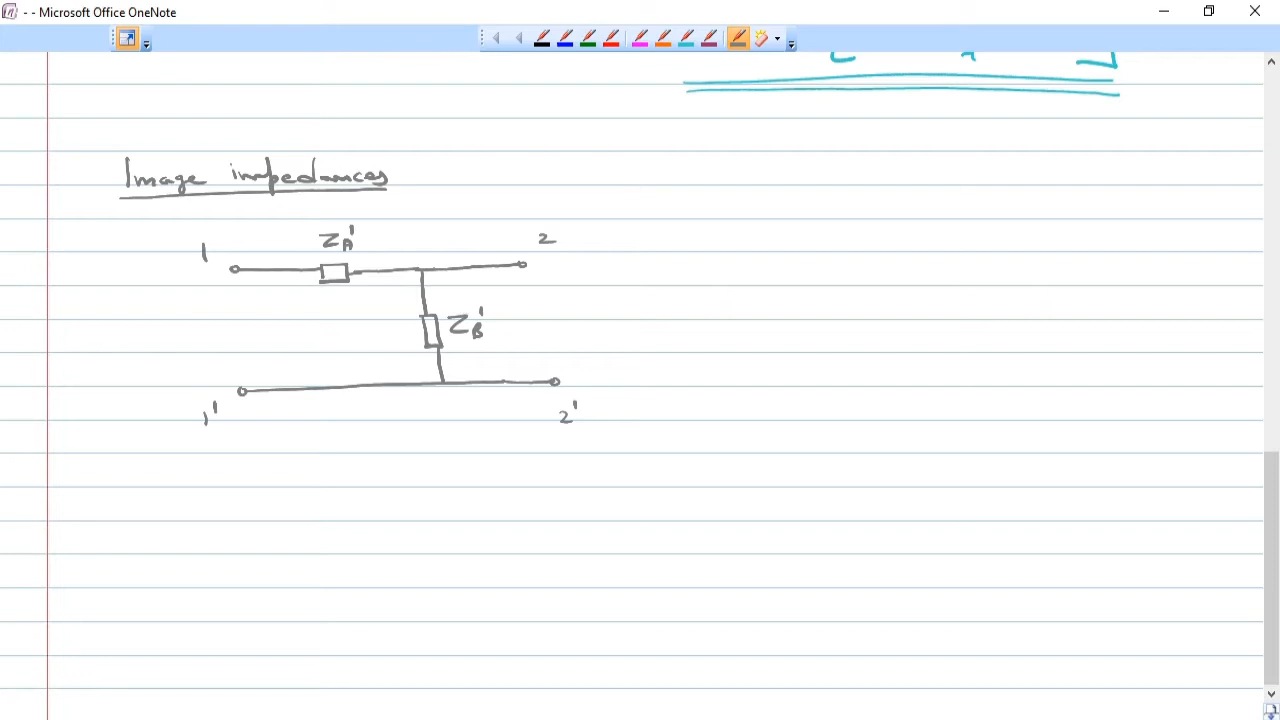 - - Microsoft Office OneNote
Image impedances
Z_A'
1
2
Z_B'
1'
2'